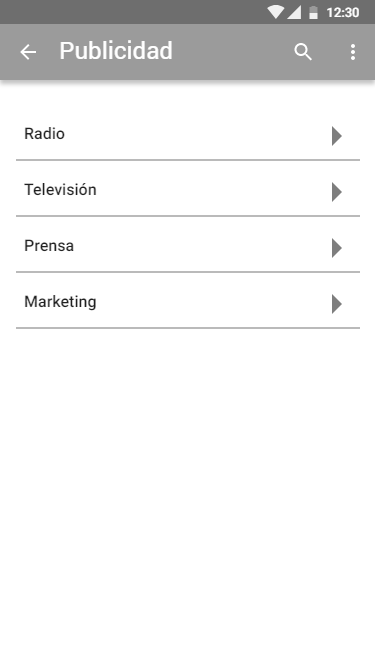 12:30
Publicidad
Radio
Televisión
Prensa
Marketing